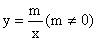 y = m/x (m ≠ 0)